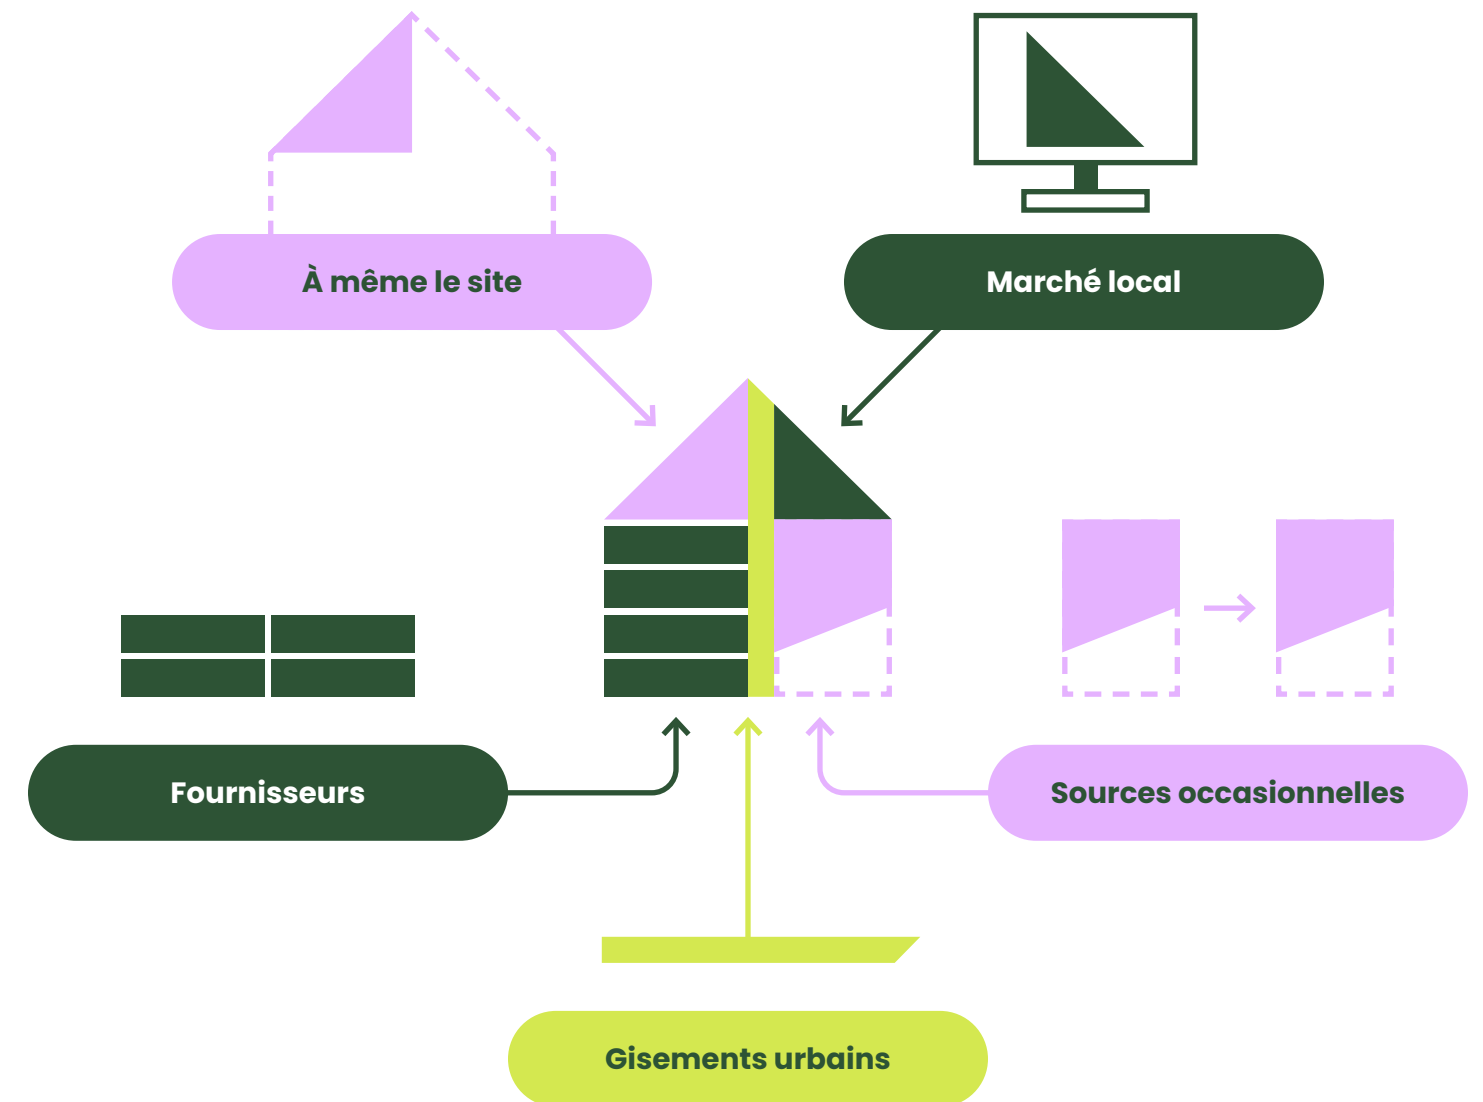 À même le site
Marché local
Fournisseurs
Sources occasionnelles
Gisements urbains